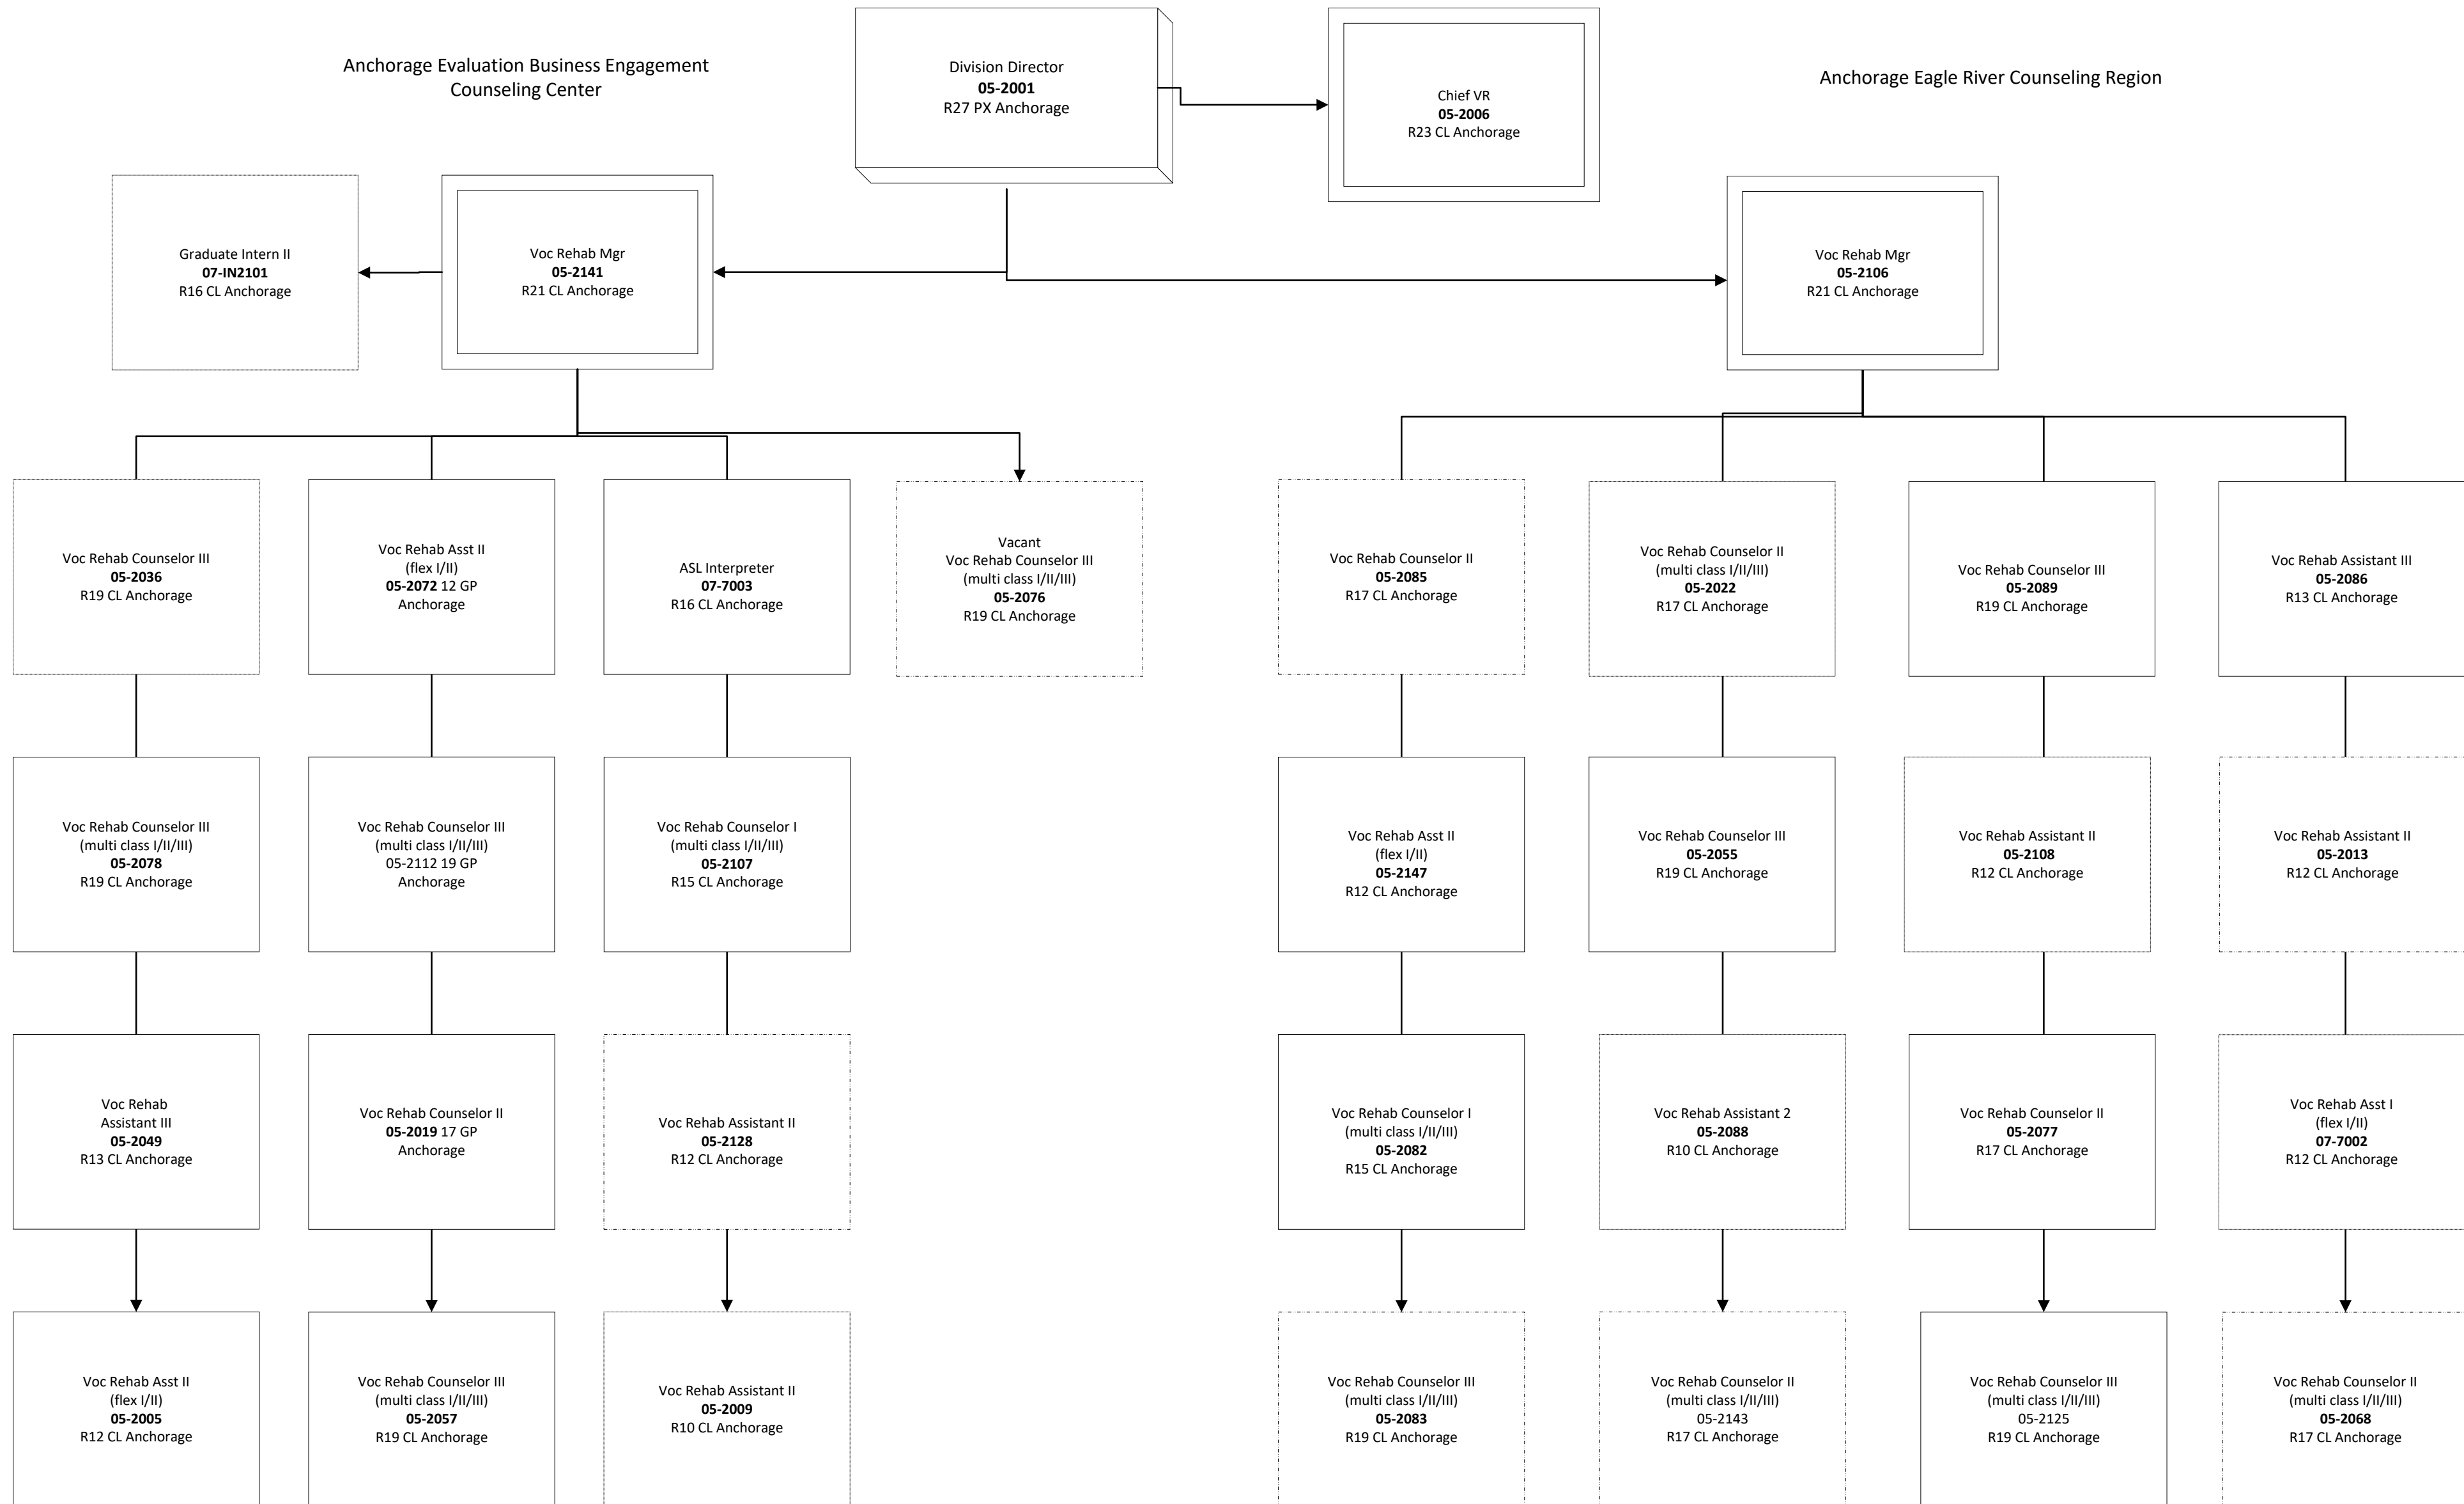 Anchorage Evaluation Business Engagement
Counseling Center
Division Director
05-2001
R27 PX Anchorage
Chief VR
05-2006
R23 CL Anchorage
Anchorage Eagle River Counseling Region
Graduate Intern II
07-IN2101
R16 CL Anchorage
Voc Rehab Mgr
05-2141
R21 CL Anchorage
Voc Rehab Mgr
05-2106
R21 CL Anchorage
Voc Rehab Counselor III
05-2036
R19 CL Anchorage
Voc Rehab Asst II
(flex I/II)
05-2072 12 GP
Anchorage
ASL Interpreter
07-7003
R16 CL Anchorage
Vacant
Voc Rehab Counselor III
(multi class I/II/III)
05-2076
R19 CL Anchorage
Voc Rehab Counselor II
05-2085
R17 CL Anchorage
Voc Rehab Counselor II
(multi class I/II/III)
05-2022
R17 CL Anchorage
Voc Rehab Counselor III
05-2089
R19 CL Anchorage
Voc Rehab Assistant III
05-2086
R13 CL Anchorage
Voc Rehab Counselor III
(multi class I/II/III)
05-2078
R19 CL Anchorage
Voc Rehab Counselor III
(multi class I/II/III)
05-2112 19 GP
Anchorage
Voc Rehab Counselor I
(multi class I/II/III)
05-2107
R15 CL Anchorage
Voc Rehab Asst II
(flex I/II)
05-2147
R12 CL Anchorage
Voc Rehab Counselor III
05-2055
R19 CL Anchorage
Voc Rehab Assistant II
05-2108
R12 CL Anchorage
Voc Rehab Assistant II
05-2013
R12 CL Anchorage
Voc Rehab
Assistant III
05-2049
R13 CL Anchorage
Voc Rehab Counselor II
05-2019 17 GP
Anchorage
Voc Rehab Assistant II
05-2128
R12 CL Anchorage
Voc Rehab Counselor I
(multi class I/II/III)
05-2082
R15 CL Anchorage
Voc Rehab Assistant 2
05-2088
R10 CL Anchorage
Voc Rehab Counselor II
05-2077
R17 CL Anchorage
Voc Rehab Asst I
(flex I/II)
07-7002
R12 CL Anchorage
Voc Rehab Asst II
(flex I/II)
05-2005
R12 CL Anchorage
Voc Rehab Counselor III
(multi class I/II/III)
05-2057
R19 CL Anchorage
Voc Rehab Assistant II
05-2009
R10 CL Anchorage
Voc Rehab Counselor III
(multi class I/II/III)
05-2083
R19 CL Anchorage
Voc Rehab Counselor II
(multi class I/II/III)
05-2143
R17 CL Anchorage
Voc Rehab Counselor III
(multi class I/II/III)
05-2125
R19 CL Anchorage
Voc Rehab Counselor II
(multi class I/II/III)
05-2068
R17 CL Anchorage